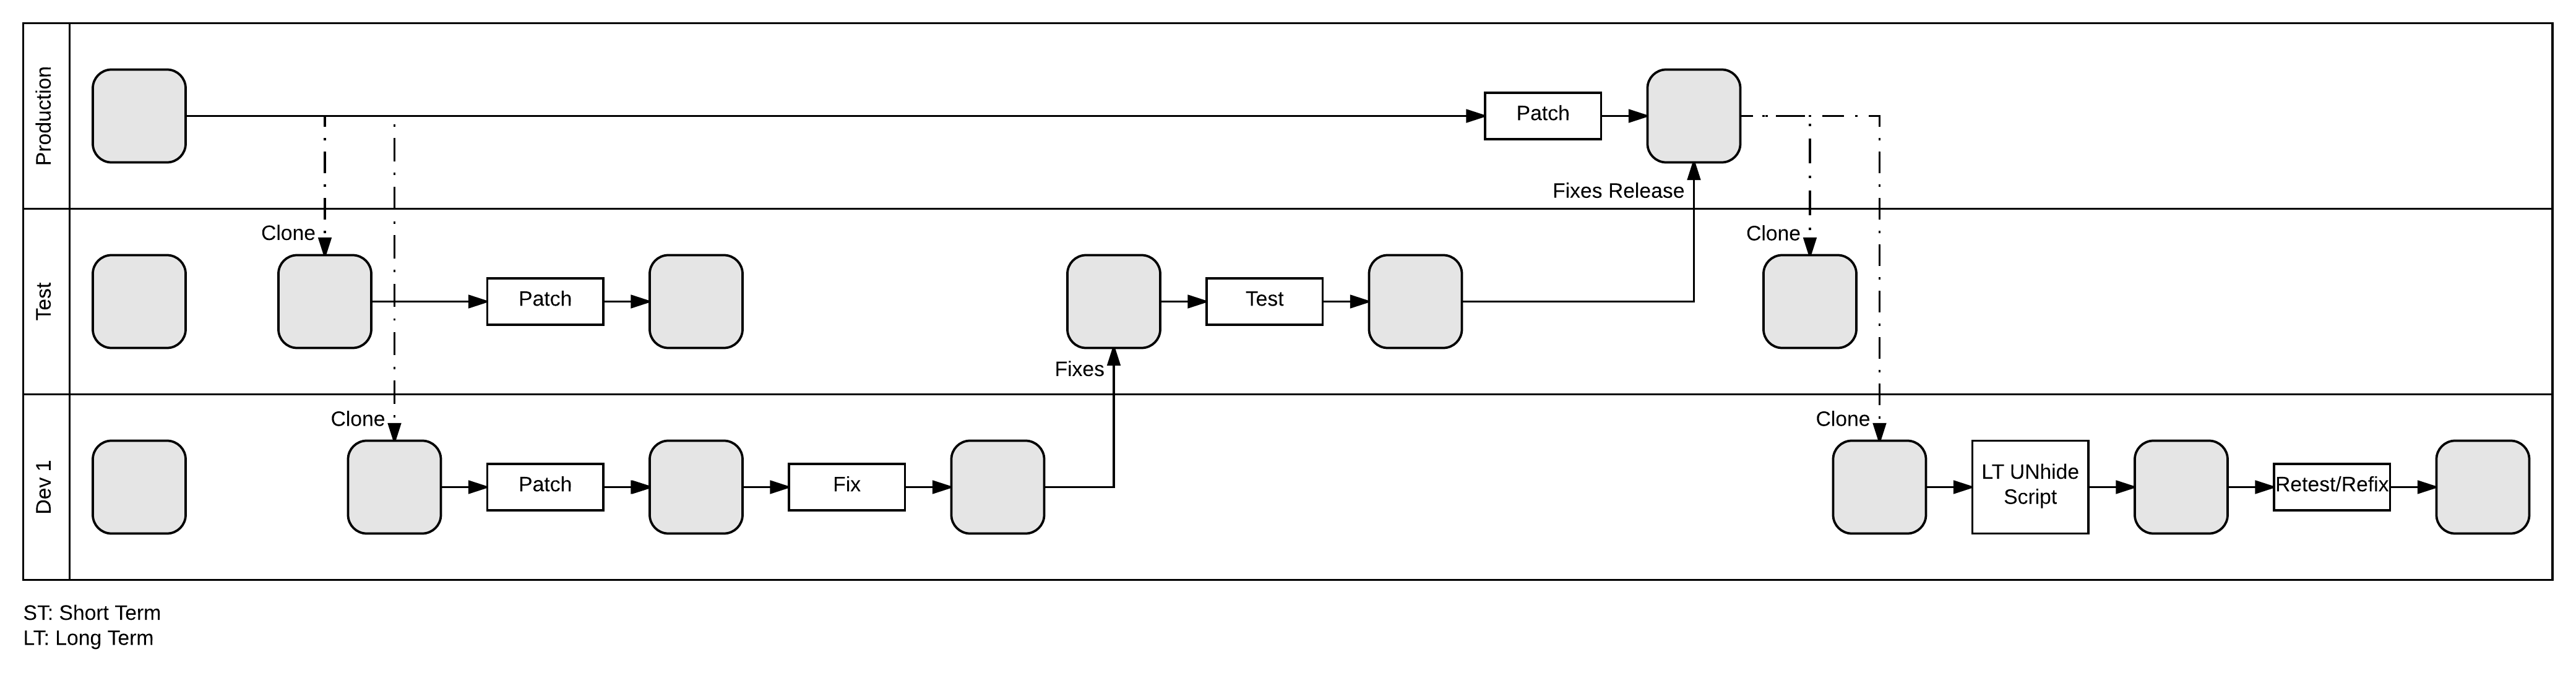 Production
Patch
Fixes Release
Test
Clone
Patch
Test
Clone
Fixes
Dev 1
Clone
Patch
Fix
Clone
LT UNhide
Script
Retest/Refix
ST: Short Term
LT: Long Term